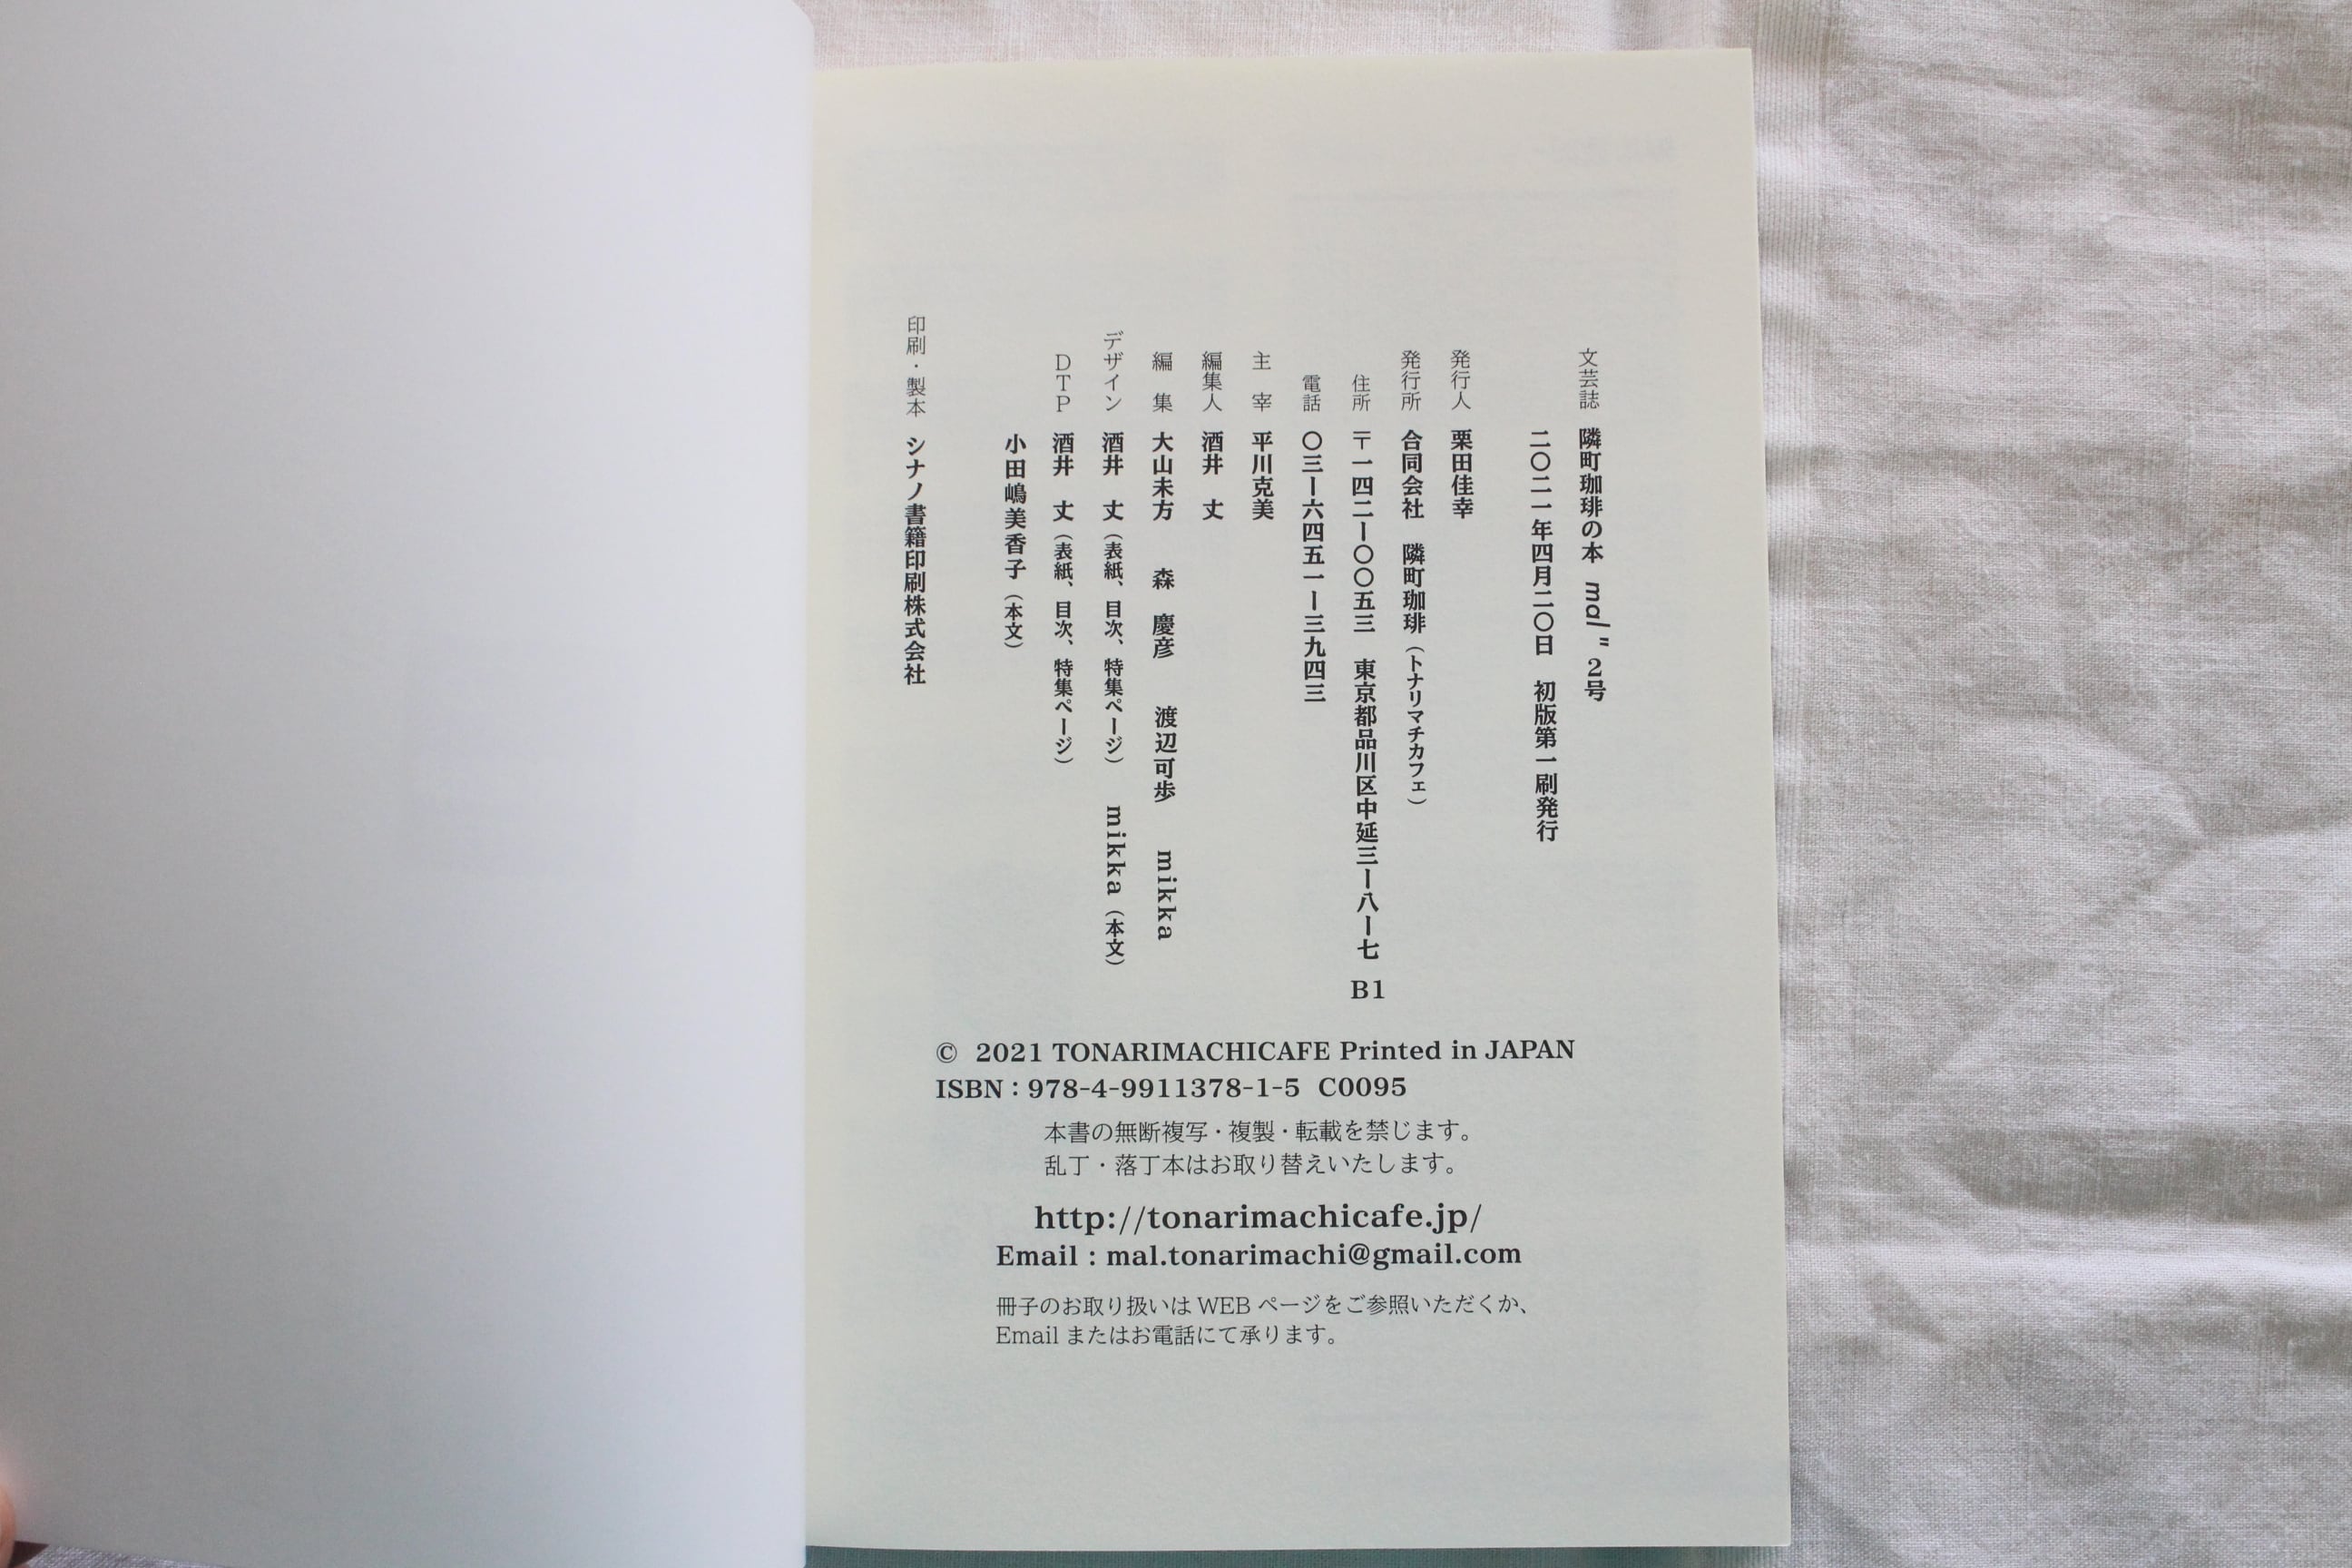 文芸誌 隣町珈琲の本 mal" 2号
二〇二一年四月二〇日 初版第一刷発行
発行人 栗田佳幸
発行所 合同会社 隣町珈琲（トナリマチカフェ）
住所 〒一四二ー〇〇五三 東京都品川区中延三ー八ー七 B1
電話 〇三ー六四五一ー三九四三
主 宰 平川克美
編集人 酒井 丈
編 集 大山未方 森 慶彦 渡辺可歩 mikka
デザイン 酒井 丈（表紙、目次、特集ページ） mikka（本文）
DTP 酒井 丈（表紙、目次、特集ページ）
小田嶋美香子（本文）
印刷・製本 シナノ書籍印刷株式会社
© 2021 TONARIMACHICAFE Printed in JAPAN
ISBN：978-4-9911378-1-5 C0095
本書の無断複写・複製・転載を禁じます。
乱丁・落丁本はお取り替えいたします。
http://tonarimachicafe.jp/
Email : mal.tonarimachi@gmail.com
冊子のお取り扱いは WEB ページをご参照いただくか、
Email またはお電話にて承ります。